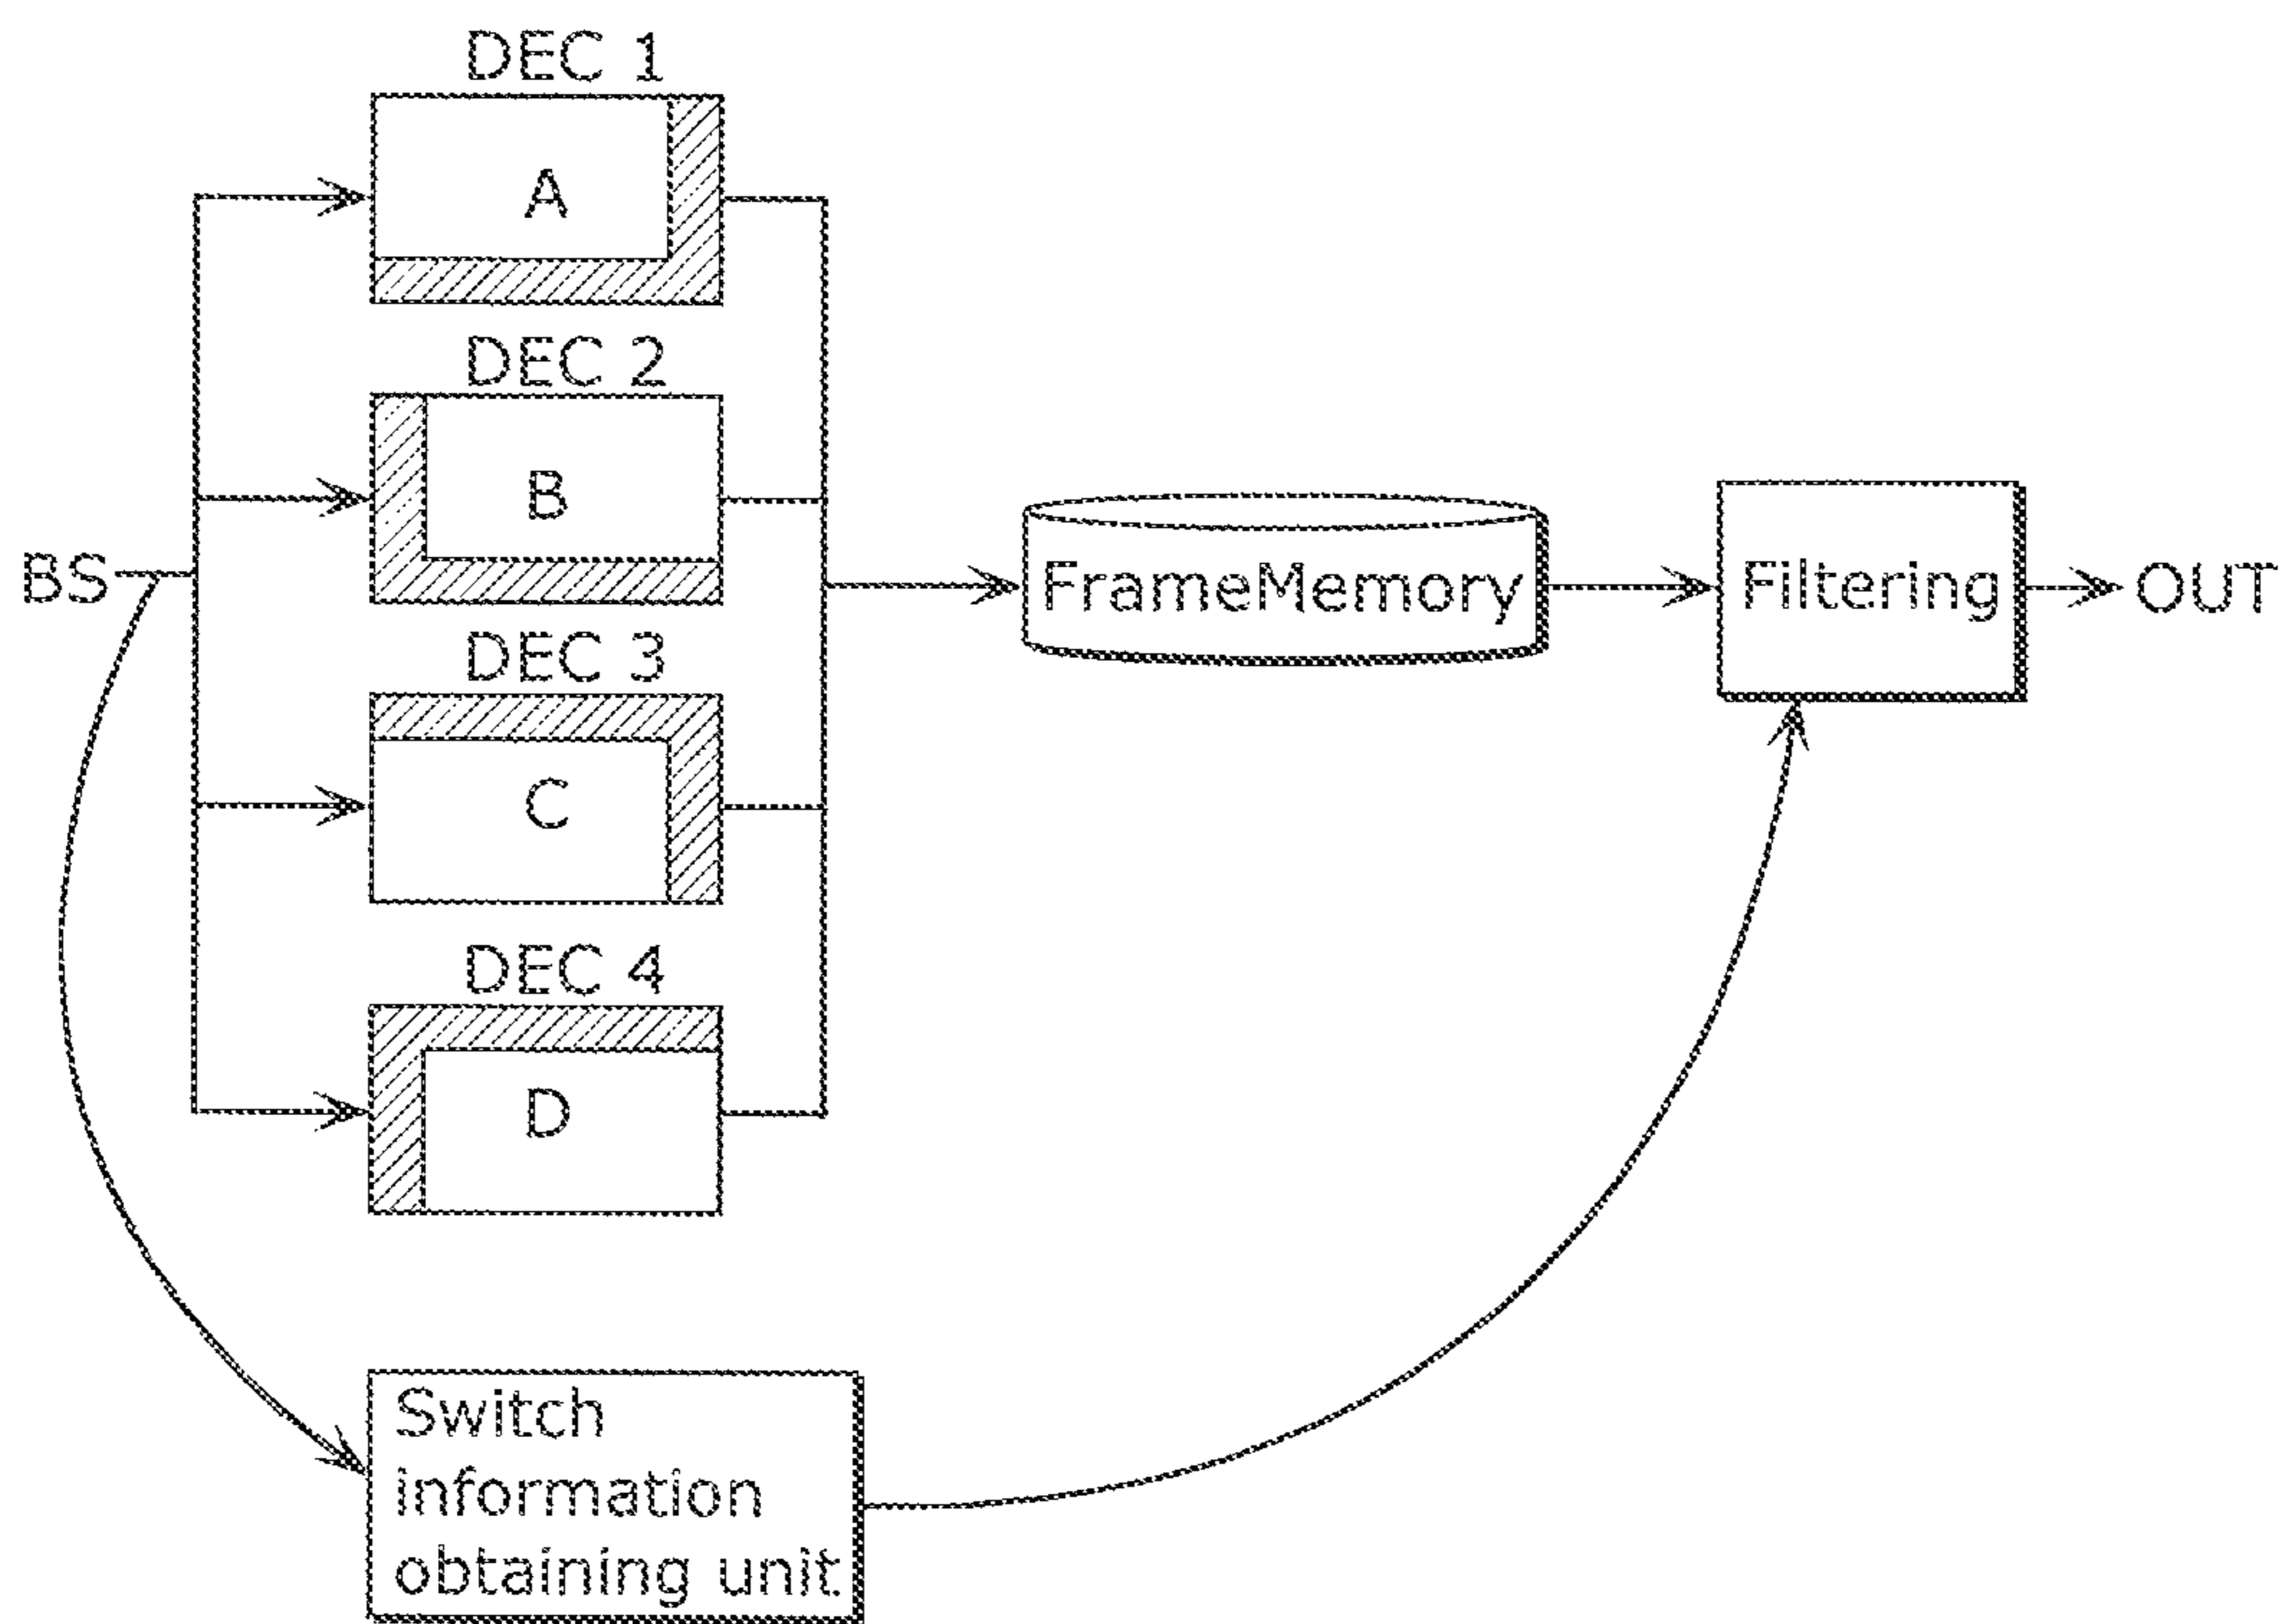 DEC 1
A
DEC 2
B
BS
FrameMemory
Filtering
OUT
DEC 3
C
DEC 4
D
Switch
information
obtaining unit